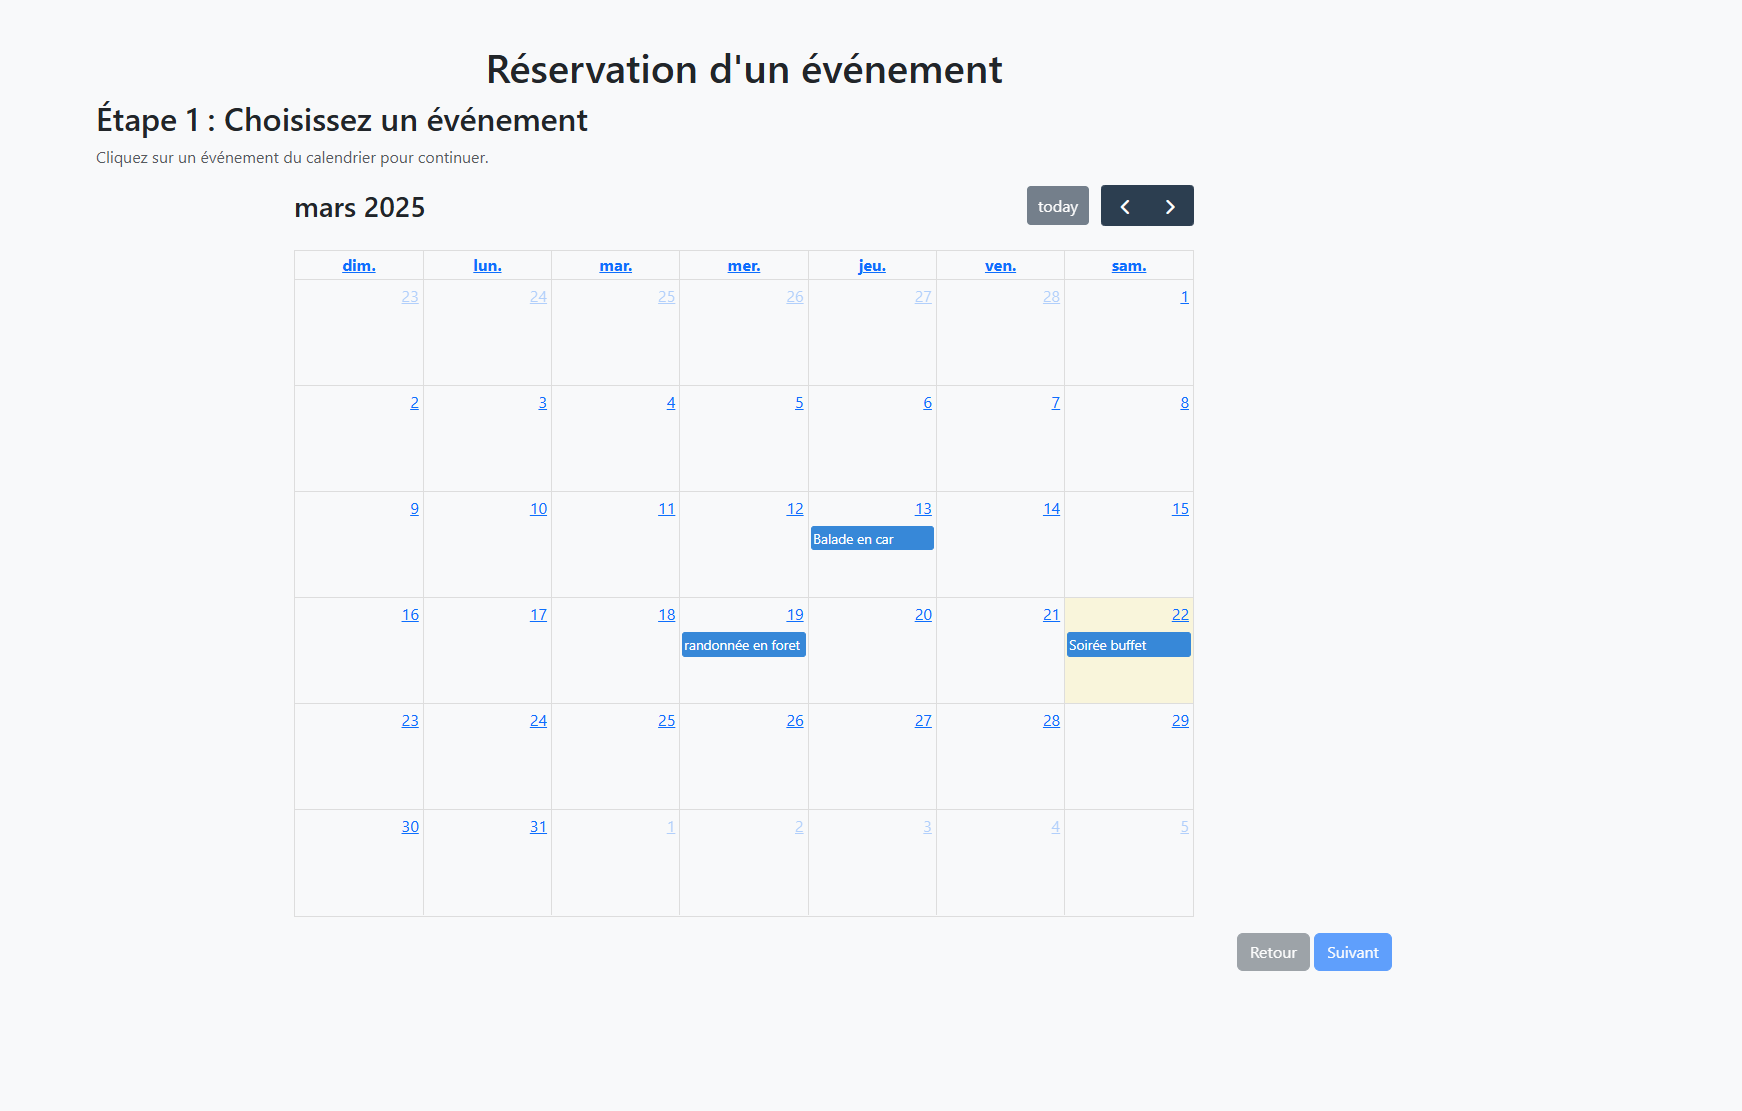 Réservation d'un événement
Étape 1 : Choisissez un événement
Cliquez sur un événement du calendrier pour continuer.
mars 2025 today
dim. lun. mar. mer. jeu. ven. sam.
23 24 25 26 27 28 1
2 3 4 5 6 7 8
9 10 11 12 13 14 15
Balade en car
16 17 18 19 20 21 22
randonnée en foret Soirée buffet
23 24 25 26 27 28 29
30 31 1 2 3 4 5
Retour Suivant